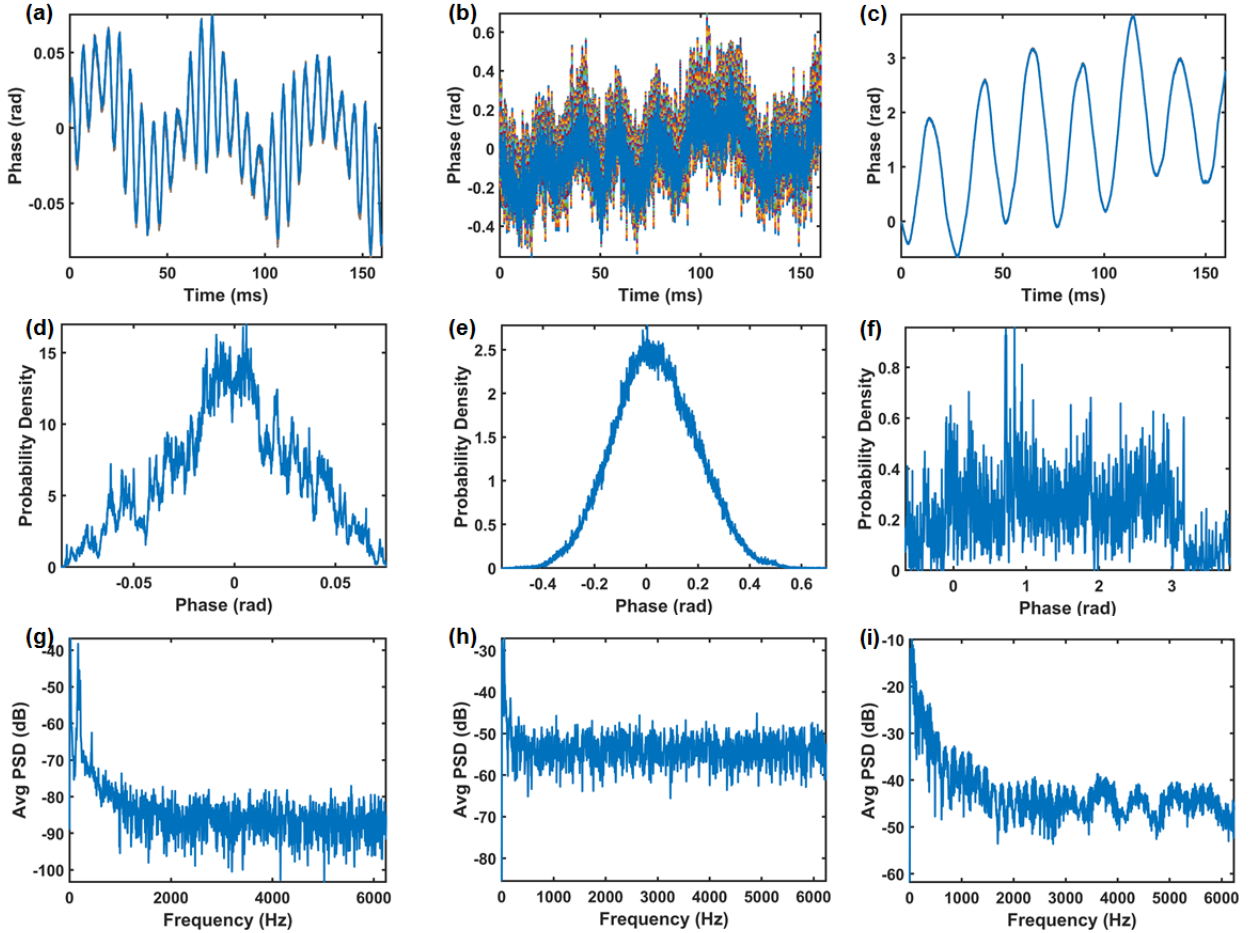 (a)
0.05
0
-0.05
Phase (rad)
0 50 100 150
Time (ms)
(b)
0.6
0.4
0.2
0
-0.2
-0.4
Phase (rad)
0 50 100 150
Time (ms)
(c)
3
2
1
0
Phase (rad)
0 50 100 150
Time (ms)
(d)
15
10
5
0
Probability Density
-0.05 0 0.05
Phase (rad)
(e)
2.5
2
1.5
1
0.5
0
Probability Density
-0.4 -0.2 0 0.2 0.4 0.6
Phase (rad)
(f)
0.8
0.6
0.4
0.2
0
Probability Density
0 1 2 3
Phase (rad)
(g)
-40
-50
-60
-70
-80
-90
-100
Avg PSD (dB)
0 2000 4000 6000
Frequency (Hz)
(h)
-30
-40
-50
-60
-70
-80
Avg PSD (dB)
0 1000 2000 3000 4000 5000 6000
Frequency (Hz)
(i)
-10
-20
-30
-40
-50
-60
Avg PSD (dB)
0 1000 2000 3000 4000 5000 6000
Frequency (Hz)